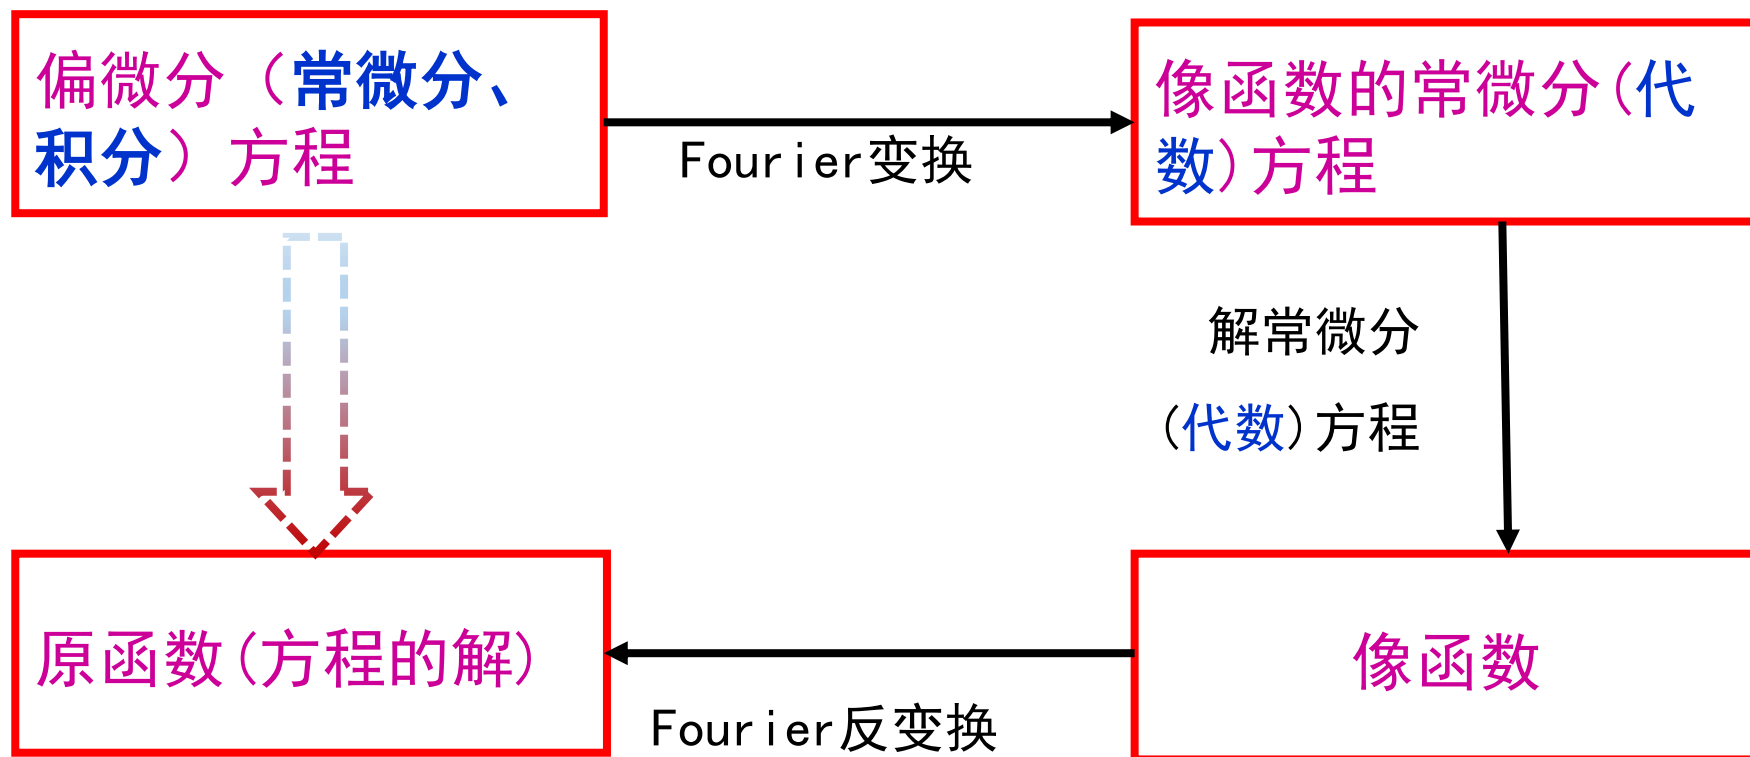 偏微分（常微分、
积分）方程
Fourier变换
像函数的常微分(代
数)方程
解常微分
(代数)方程
原函数(方程的解)
Fourier反变换
像函数